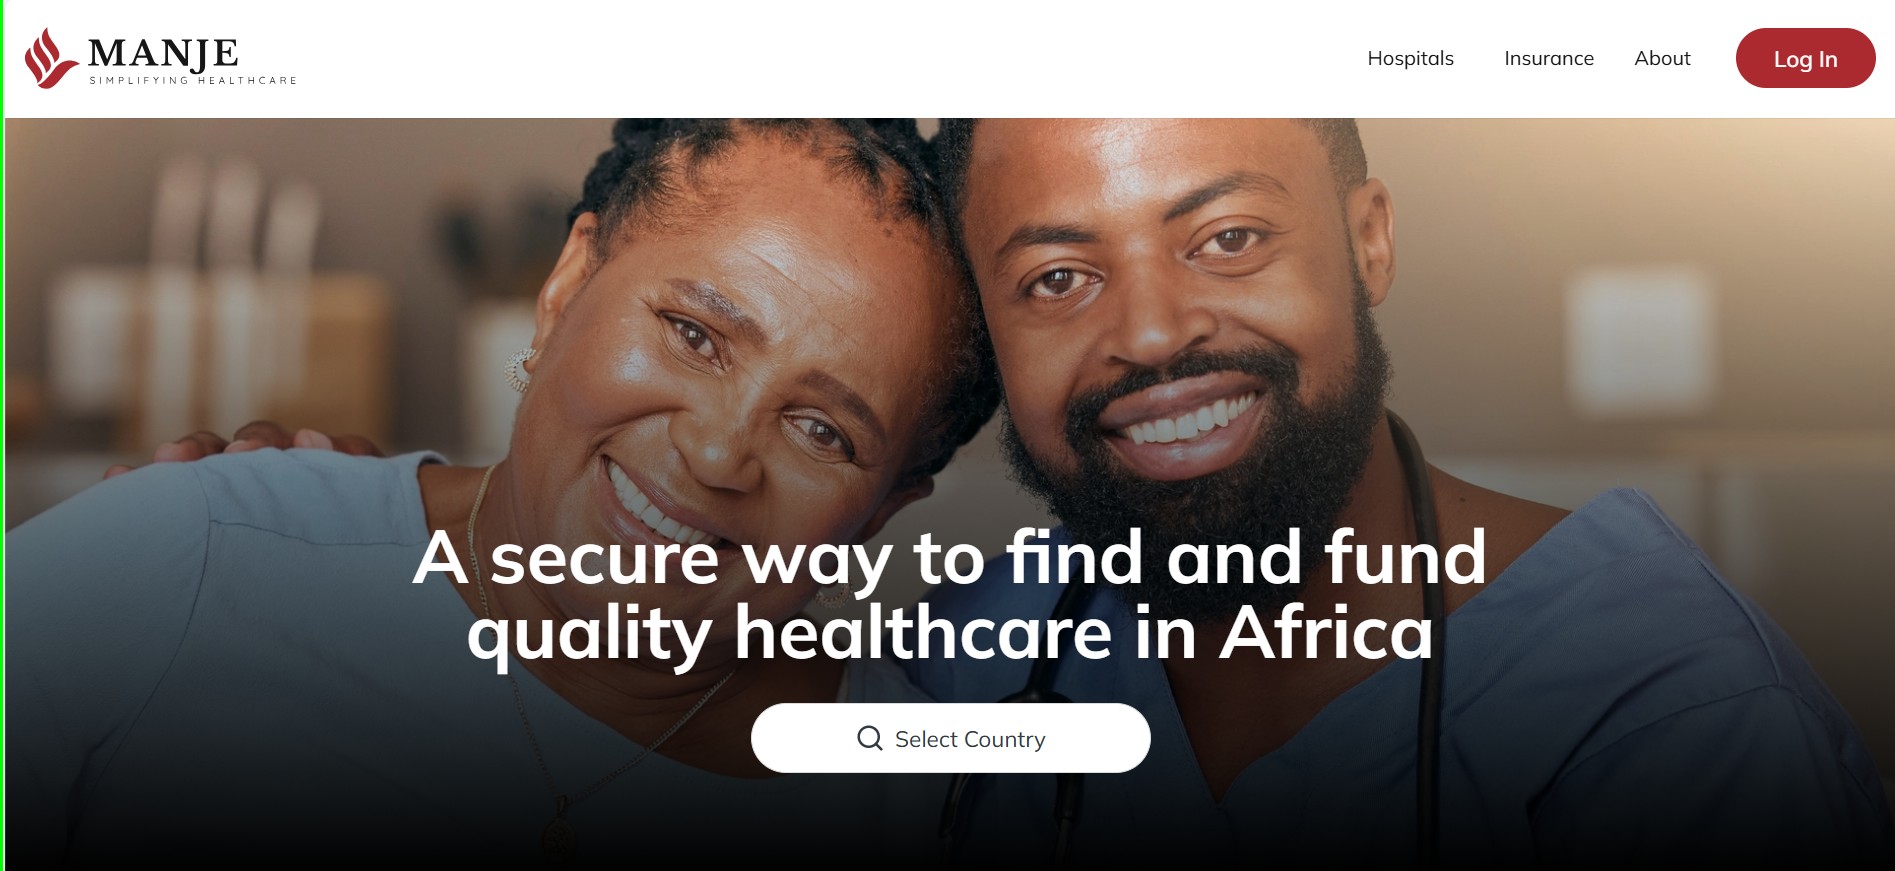 MANJE
SIMPLIFYING HEALTHCARE
Hospitals
Insurance
About
Log In
A secure way to find and fund
quality healthcare in Africa
Select Country